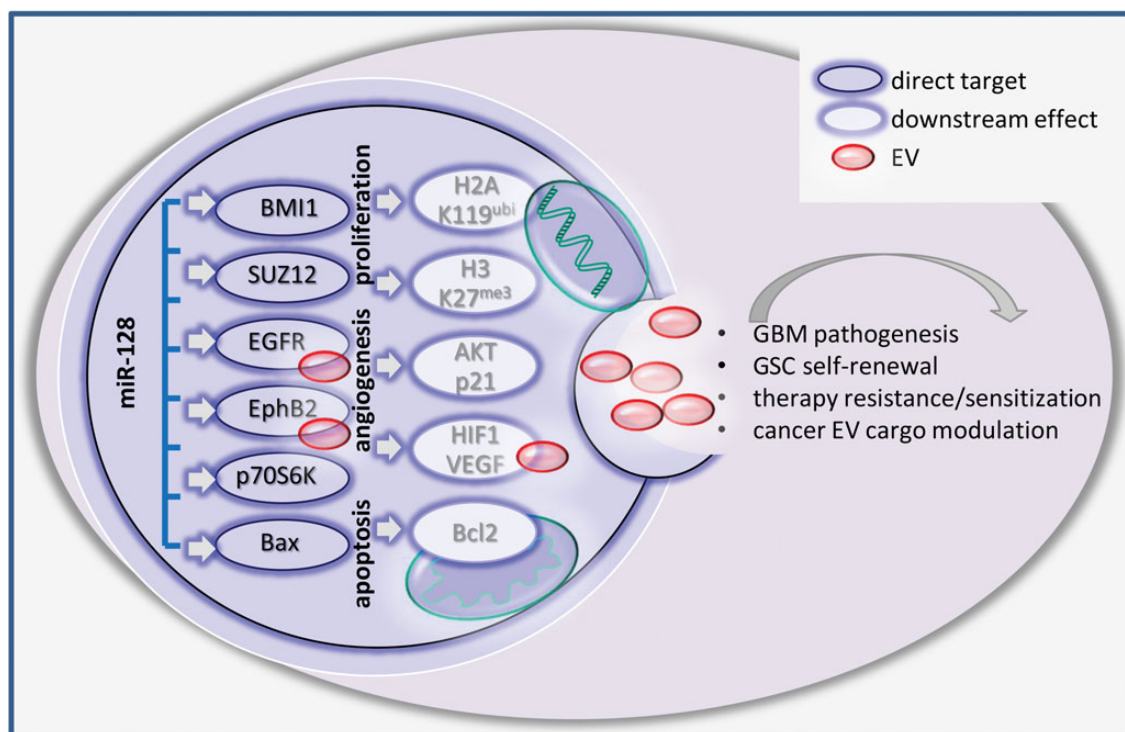 direct target
downstream effect
EV
miR-128
BMI1
SUZ12
EGFR
EphB2
p70S6K
Bax
proliferation
angiogenesis
apoptosis
H2A
K119ᵘᵇⁱ
H3
K27ᵐᵉ³
AKT
p21
HIF1
VEGF
Bcl2
• GBM pathogenesis
• GSC self-renewal
• therapy resistance/sensitization
• cancer EV cargo modulation